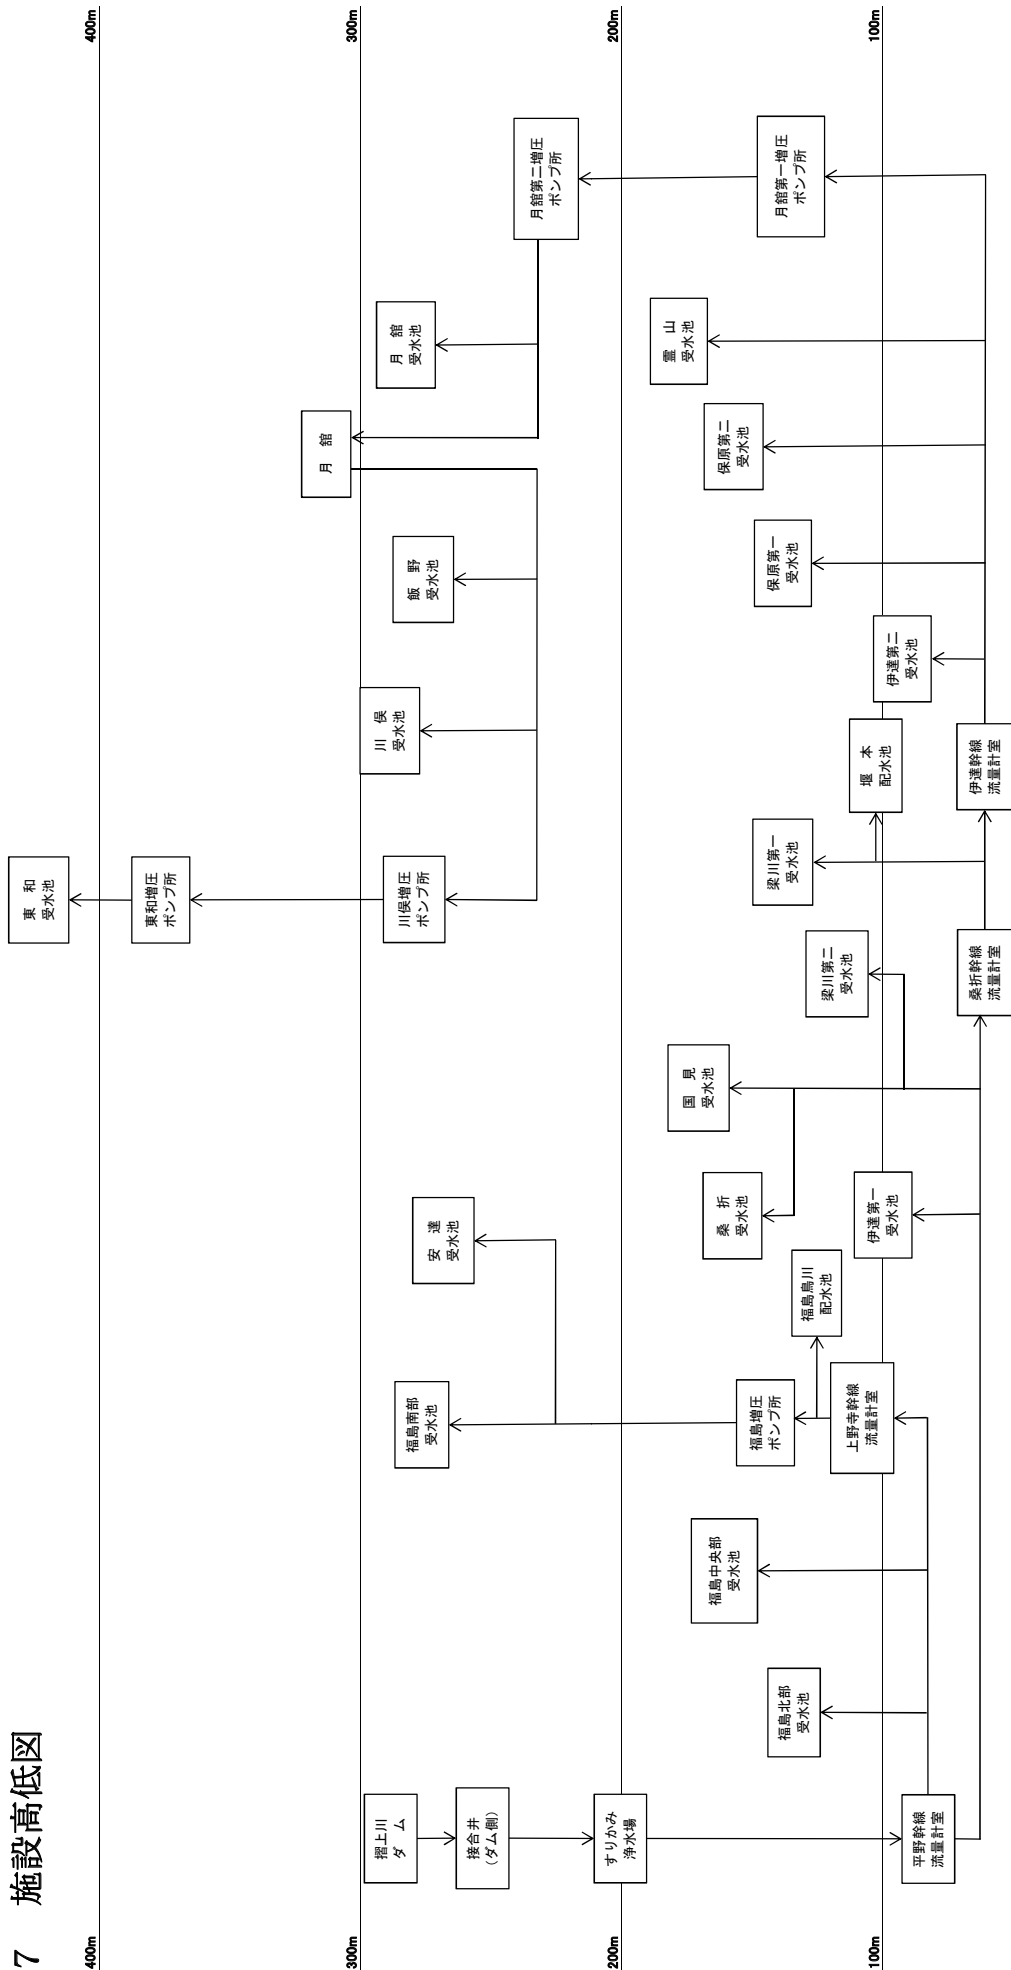 7 施設高低図
400m
400m
300m
300m
200m
200m
100m
100m
摺上川
ダ ム
接合井
（ダム側）
すりかみ
浄水場
平野幹線
流量計室
福島北部
受水池
福島中央部
受水池
上野寺幹線
流量計室
福島増圧
ポンプ所
福島鳥川
配水池
福島南部
受水池
安 達
受水池
伊達第一
受水池
桑 折
受水池
国 見
受水池
梁川第二
受水池
桑折幹線
流量計室
梁川第一
受水池
堰 本
配水池
伊達幹線
流量計室
伊達第二
受水池
保原第一
受水池
保原第二
受水池
霊 山
受水池
月舘第一増圧
ポンプ所
月舘第二増圧
ポンプ所
月 舘
受水池
月 舘
飯 野
受水池
川 俣
受水池
川俣増圧
ポンプ所
東和増圧
ポンプ所
東 和
受水池